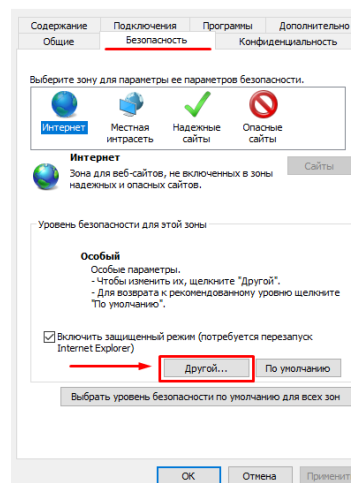 Содержание Подключения Программы Дополнительно
Общие Безопасность Конфиденциальность
Выберите зону для параметры ее параметров безопасности.
Интернет Местная Надежные Опасные
интрасеть сайты сайты
Интернет
Зона для веб-сайтов, не включенных в зоны
надежных и опасных сайтов.
Сайты
Уровень безопасности для этой зоны
Особый
Особые параметры.
- Чтобы изменить их, щелкните "Другой".
- Для возврата к рекомендованному уровню щелкните
"По умолчанию".
Включить защищенный режим (потребуется перезапуск
Internet Explorer)
Другой... По умолчанию
Выбрать уровень безопасности по умолчанию для всех зон
ОК Отмена Применить